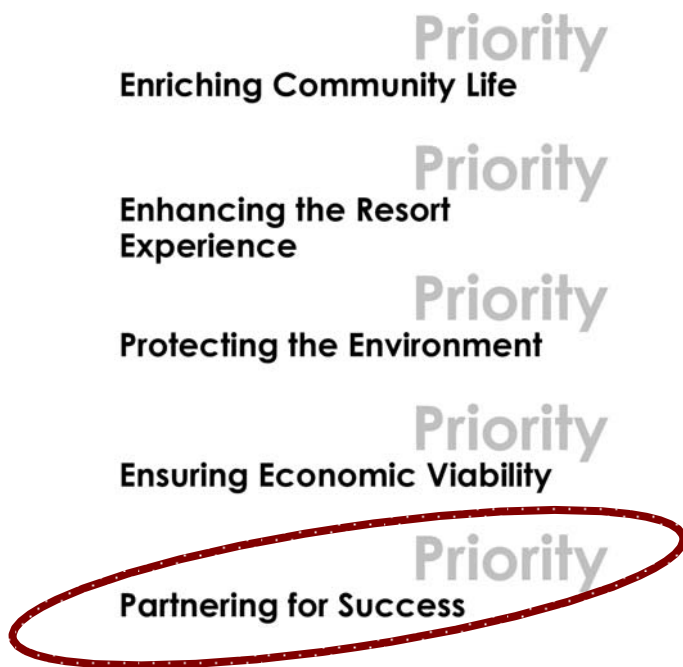 Priority
Enriching Community Life
Priority
Enhancing the Resort
Experience
Priority
Protecting the Environment
Priority
Ensuring Economic Viability
Priority
Partnering for Success